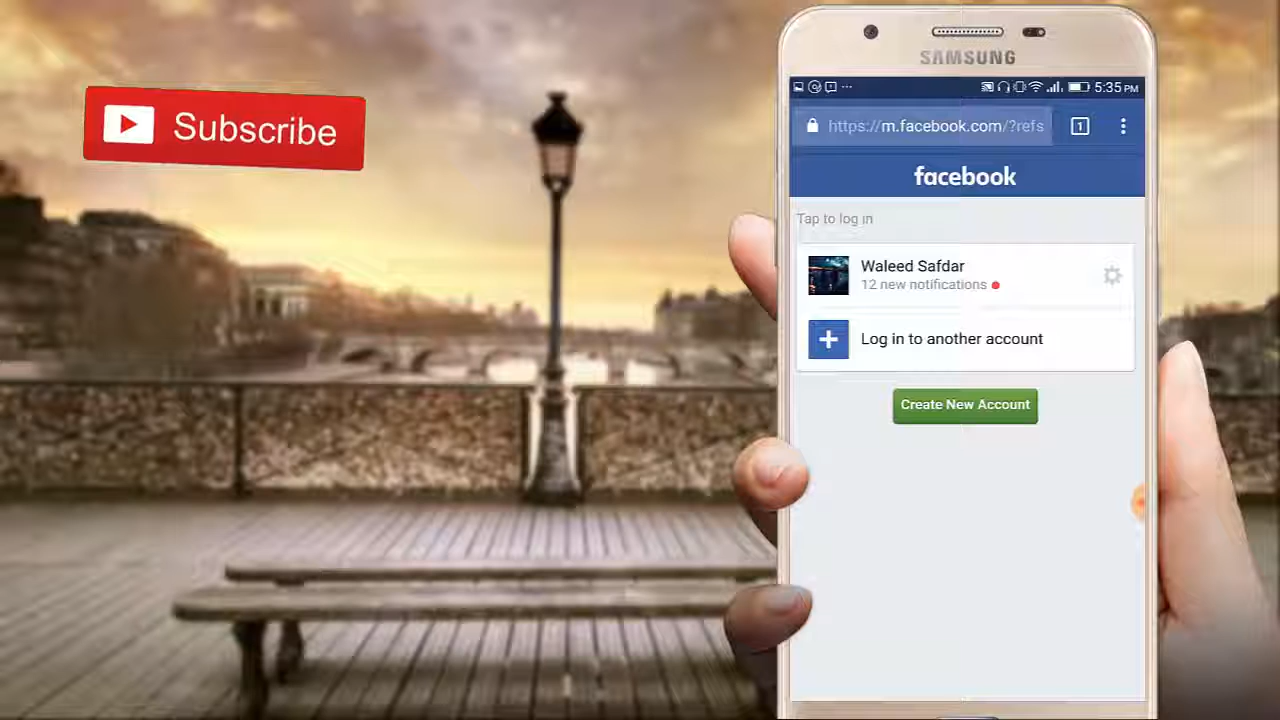 Subscribe
SAMSUNG
5:35 PM
https://m.facebook.com/?refs
1
facebook
Tap to log in
Waleed Safdar
12 new notifications
Log in to another account
Create New Account